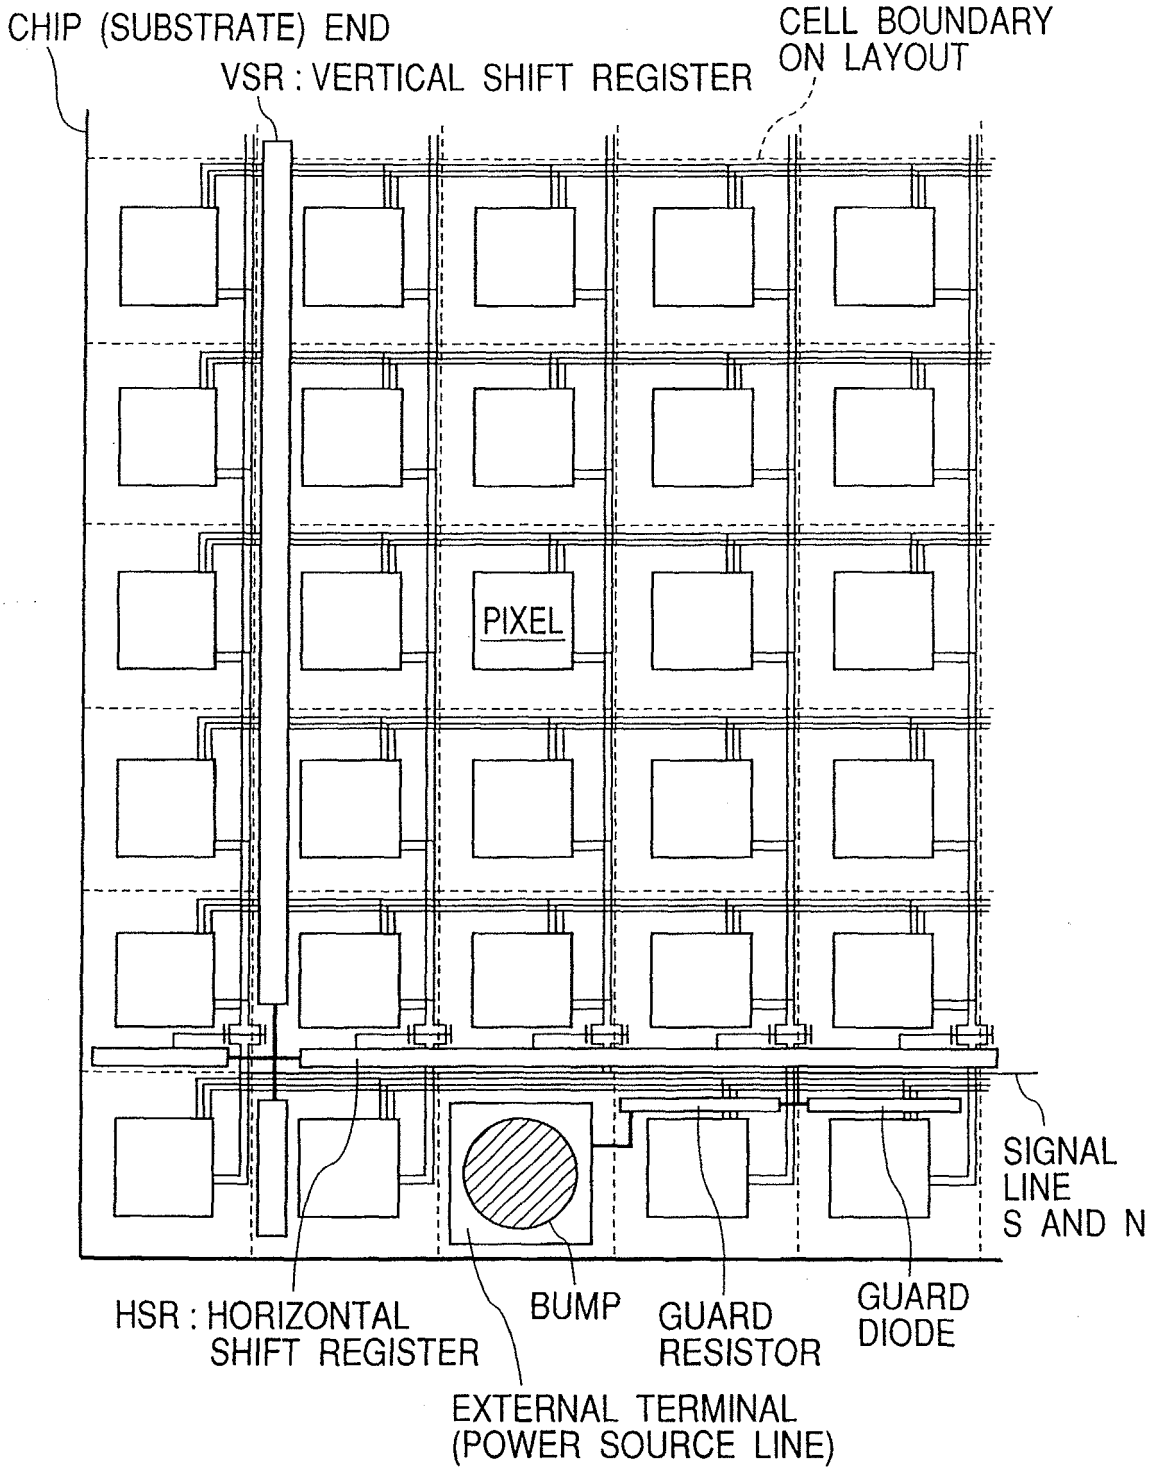 CHIP (SUBSTRATE) END
CELL BOUNDARY
ON LAYOUT
VSR : VERTICAL SHIFT REGISTER
PIXEL
SIGNAL
LINE
S AND N
HSR : HORIZONTAL
SHIFT REGISTER
BUMP
GUARD
RESISTOR
GUARD
DIODE
EXTERNAL TERMINAL
(POWER SOURCE LINE)